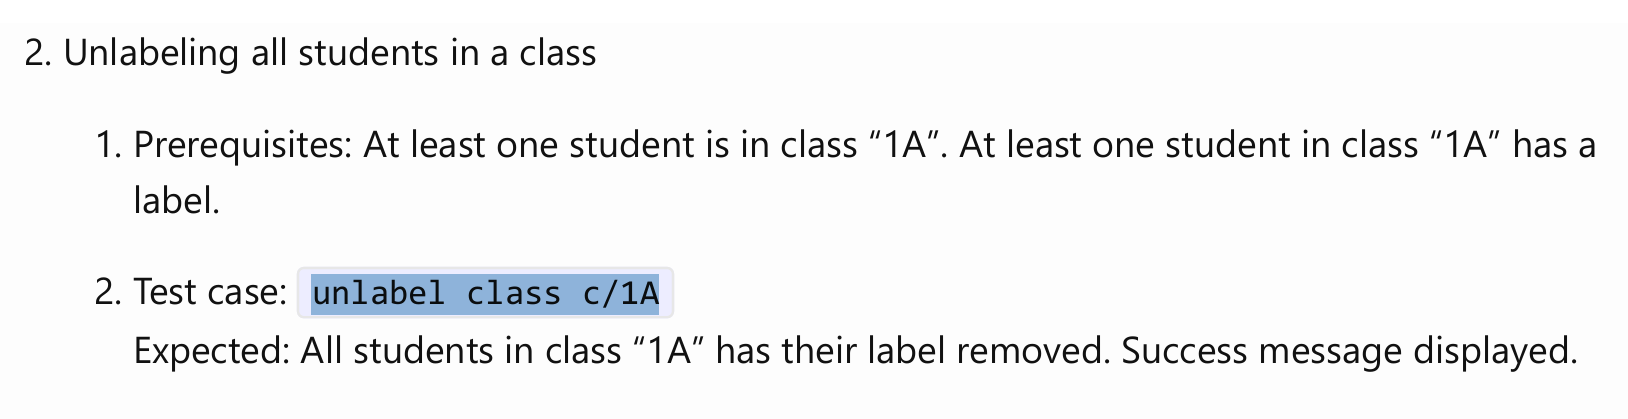 2. Unlabeling all students in a class
1. Prerequisites: At least one student is in class “1A”. At least one student in class “1A” has a
label.
2. Test case: unlabel class c/1A
Expected: All students in class “1A” has their label removed. Success message displayed.